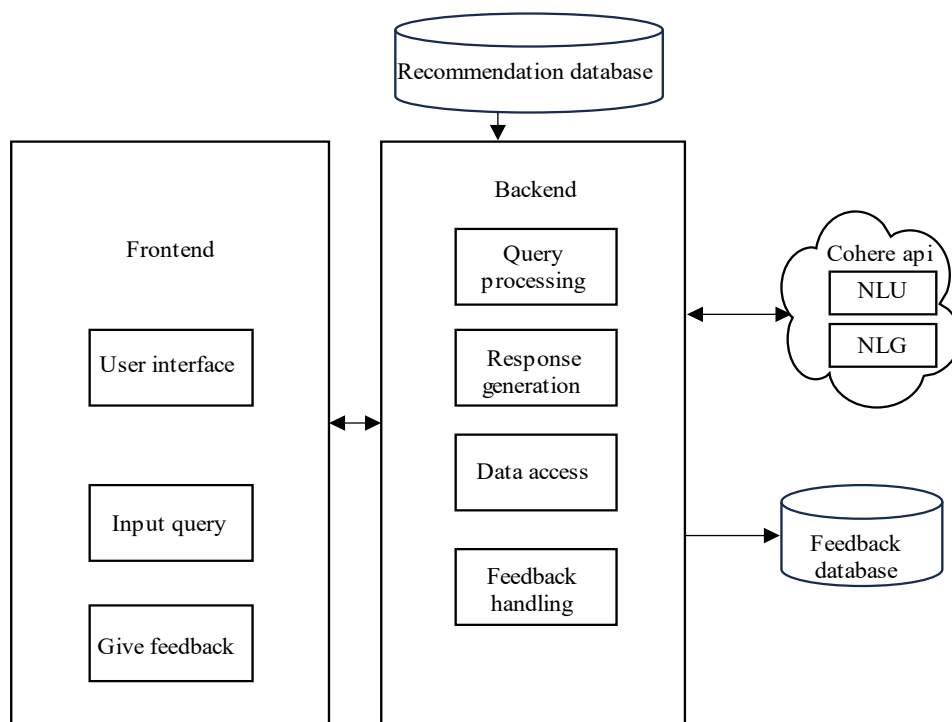 Recommendation database
Frontend
User interface
Input query
Give feedback
Backend
Query
processing
Response
generation
Data access
Feedback
handling
Cohere api
NLU
NLG
Feedback
database